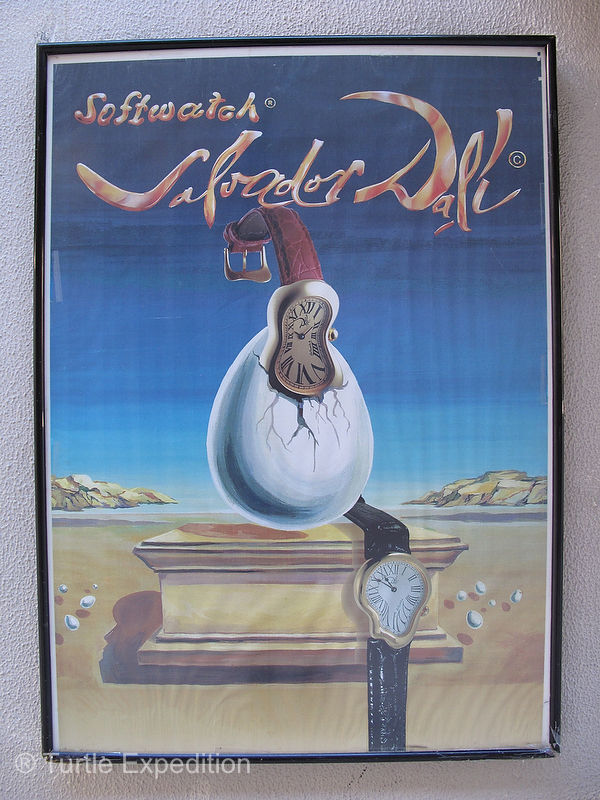 Softwatch ®
Salvador Dalí ©
® Turtle Expedition